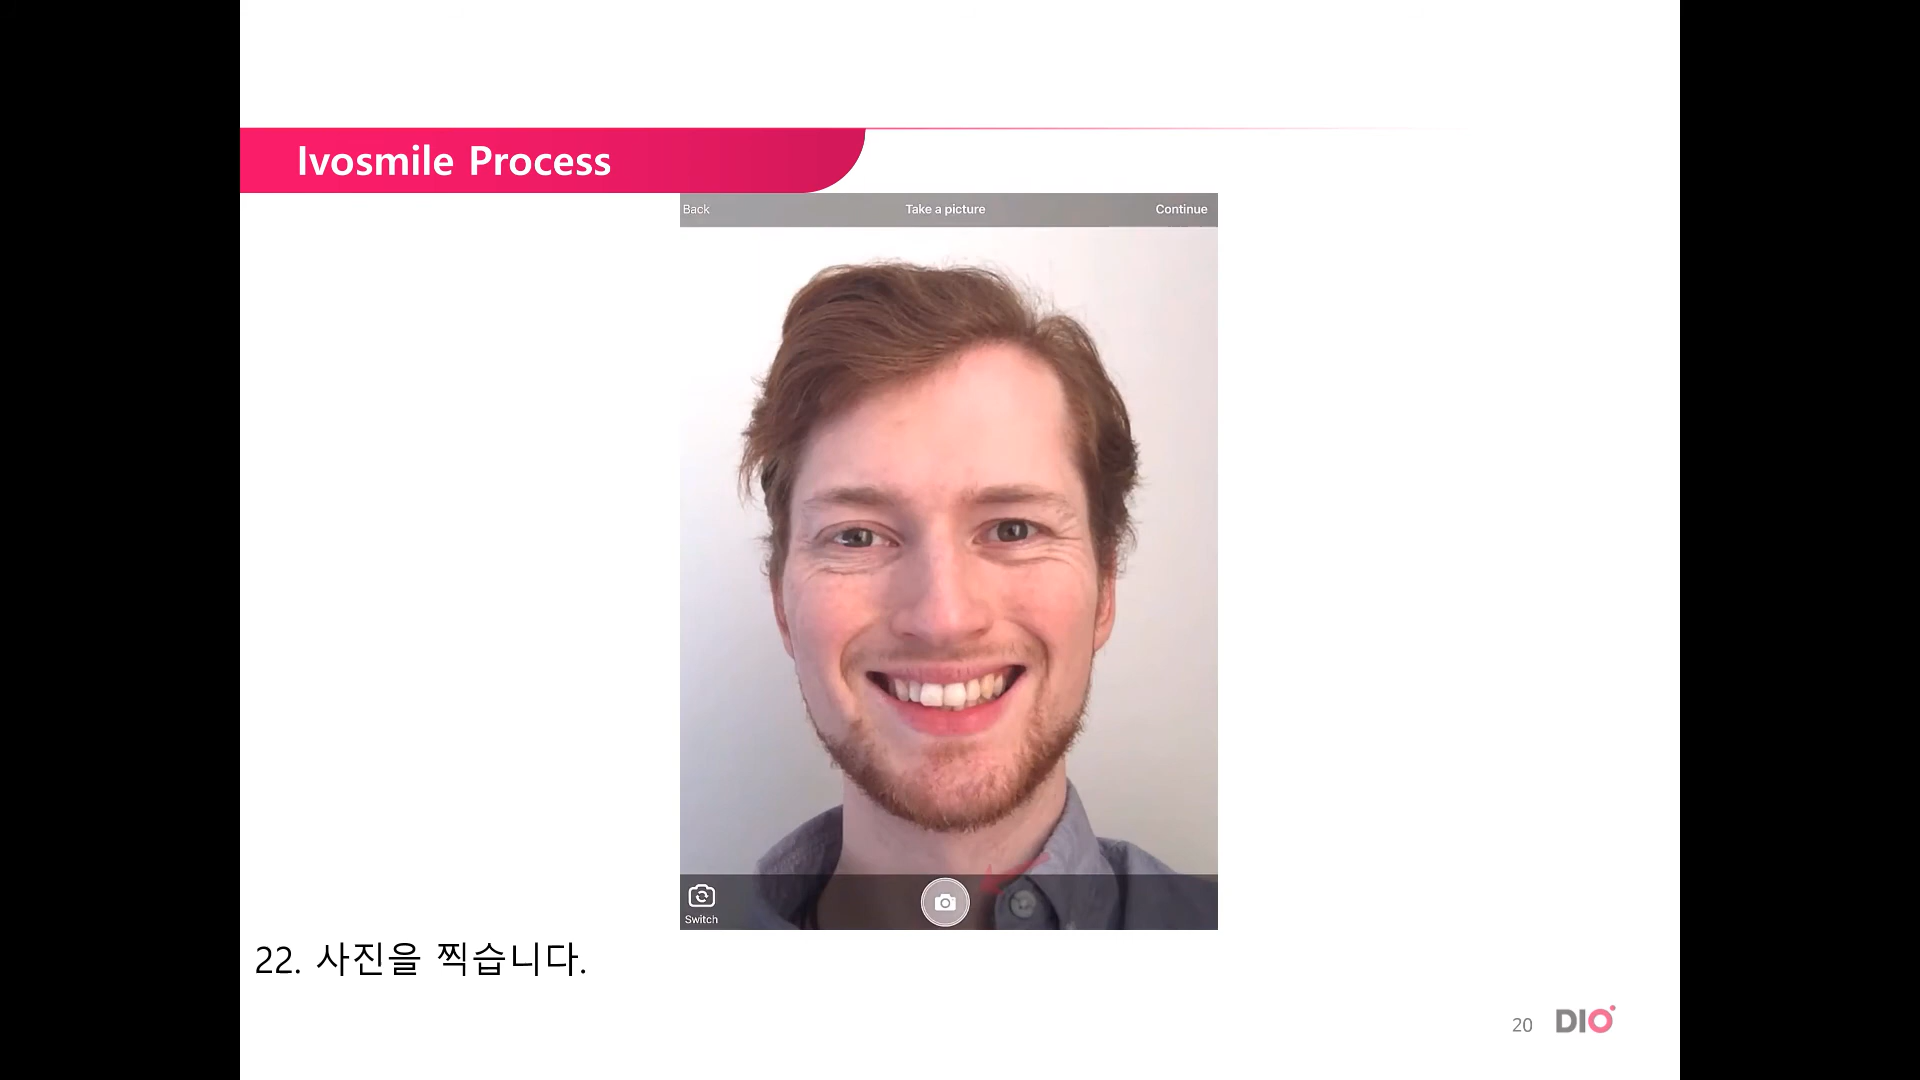 Ivosmile Process
Back Take a picture Continue
Switch
22. 사진을 찍습니다.
20 DIO